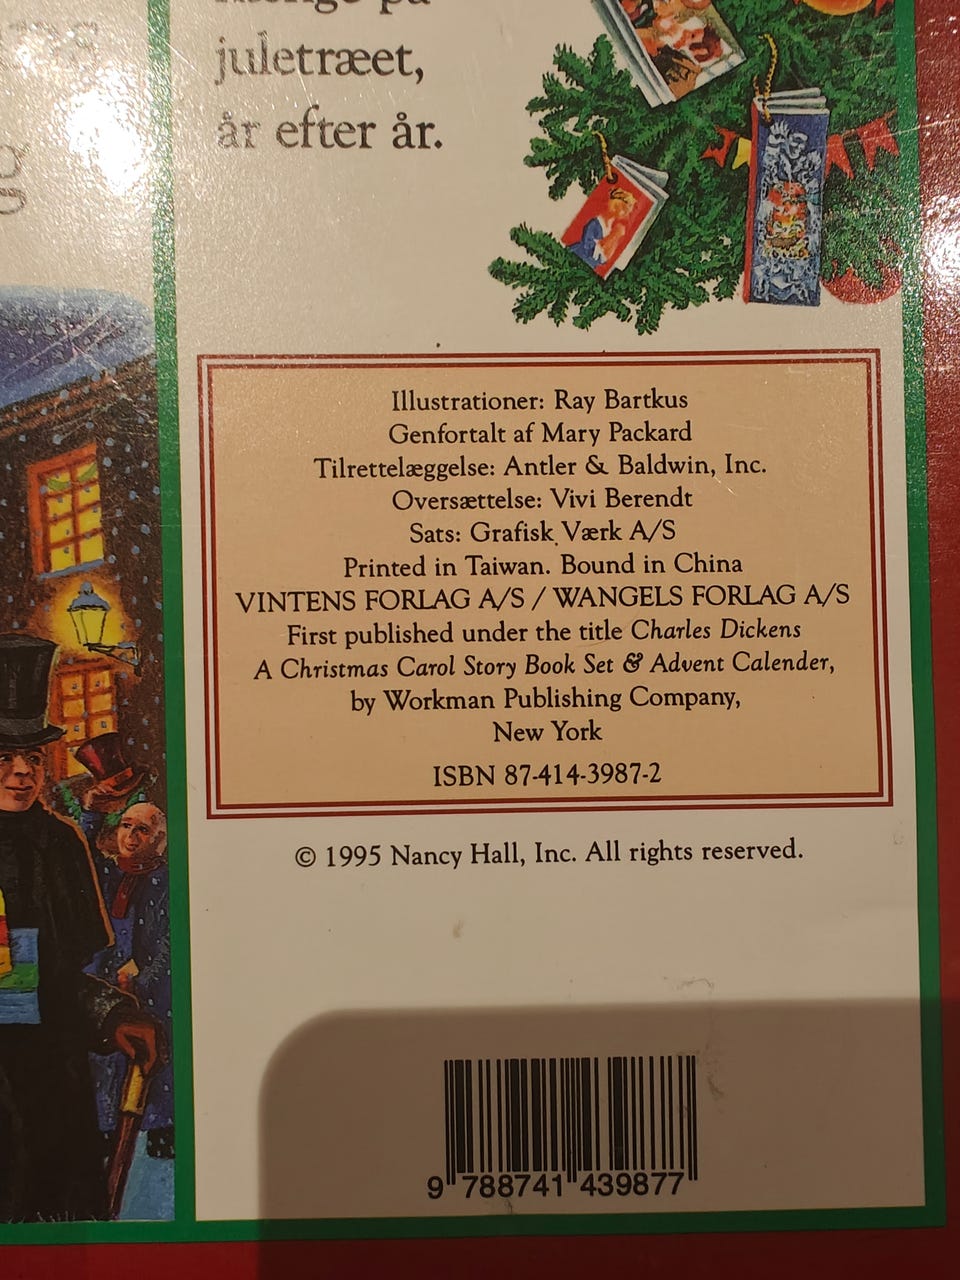 juletræet,
år efter år.
Illustrationer: Ray Bartkus
Genfortalt af Mary Packard
Tilrettelæggelse: Antler & Baldwin, Inc.
Oversættelse: Vivi Berendt
Sats: Grafisk Værk A/S
Printed in Taiwan. Bound in China
VINTENS FORLAG A/S / WANGELS FORLAG A/S
First published under the title Charles Dickens
A Christmas Carol Story Book Set & Advent Calender,
by Workman Publishing Company,
New York
ISBN 87-414-3987-2
© 1995 Nancy Hall, Inc. All rights reserved.
9 788741 439877